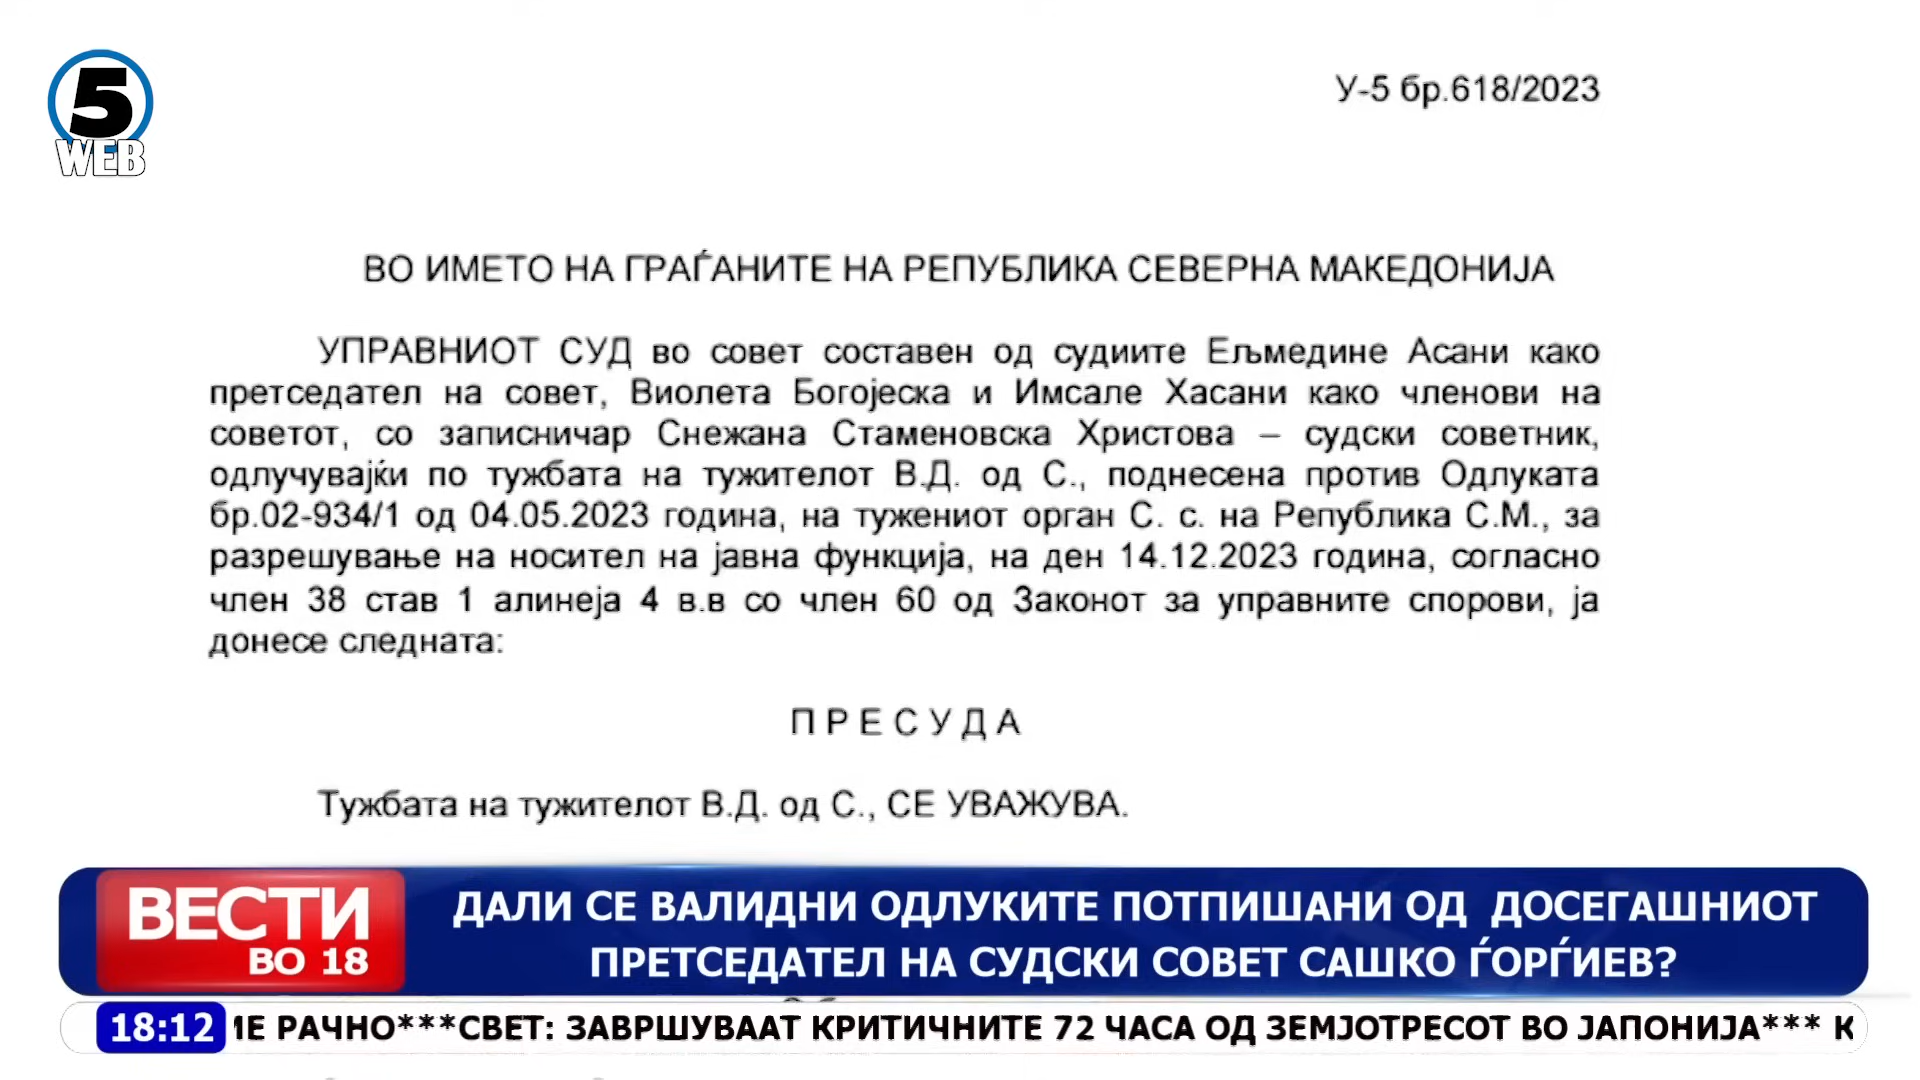 5
WEB
У-5 бр.618/2023
ВО ИМЕТО НА ГРАЃАНИТЕ НА РЕПУБЛИКА СЕВЕРНА МАКЕДОНИЈА
УПРАВНИОТ СУД во совет составен од судиите Ељмедине Асани како
претседател на совет, Виолета Богојеска и Имсале Хасани како членови на
советот, со записничар Снежана Стаменовска Христова – судски советник,
одлучувајќи по тужбата на тужителот В.Д. од С., поднесена против Одлуката
бр.02-934/1 од 04.05.2023 година, на тужениот орган С. с. на Република С.М., за
разрешување на носител на јавна функција, на ден 14.12.2023 година, согласно
член 38 став 1 алинеја 4 в.в со член 60 од Законот за управните спорови, ја
донесе следната:
П Р Е С У Д А
Тужбата на тужителот В.Д. од С., СЕ УВАЖУВА.
ВЕСТИ
ВО 18
ДАЛИ СЕ ВАЛИДНИ ОДЛУКИТЕ ПОТПИШАНИ ОД ДОСЕГАШНИОТ
ПРЕТСЕДАТЕЛ НА СУДСКИ СОВЕТ САШКО ЃОРЃИЕВ?
18:12 РАЧНО***СВЕТ: ЗАВРШУВААТ КРИТИЧНИТЕ 72 ЧАСА ОД ЗЕМЈОТРЕСОТ ВО ЈАПОНИЈА***